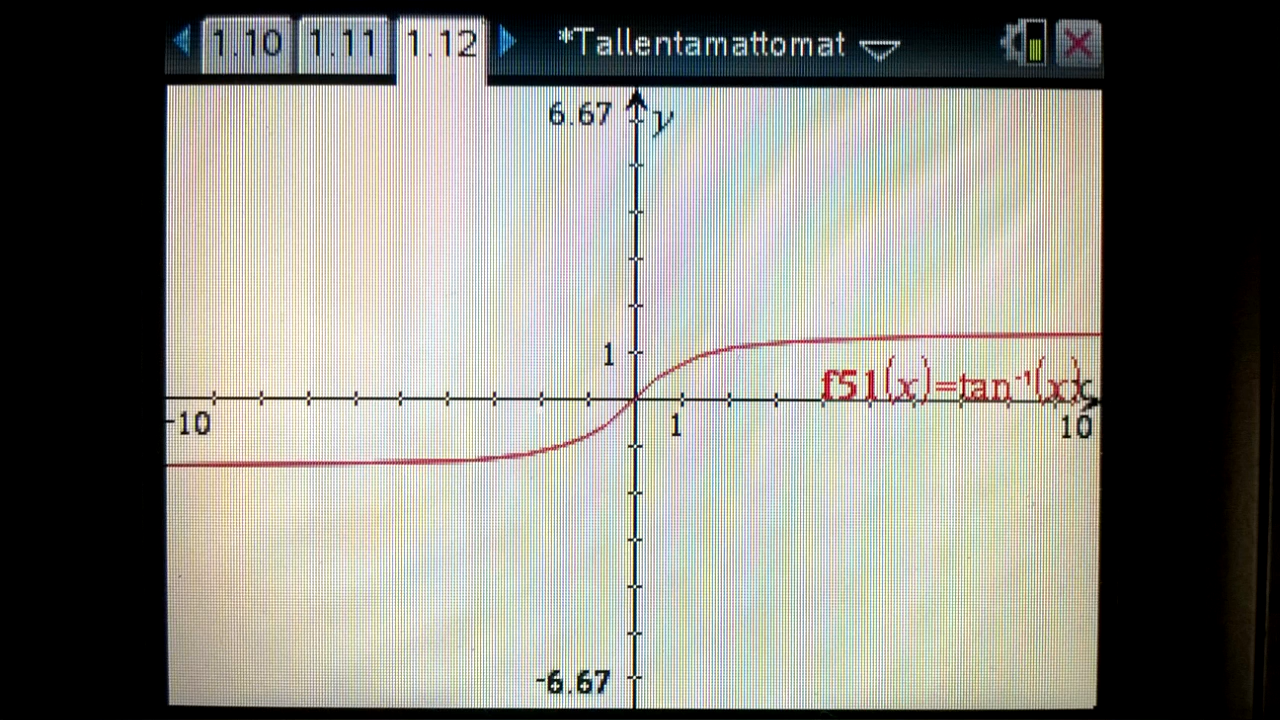 1.10 1.11 1.12 *Tallentamattomat
6.67 y
1
f51(x)=tan⁻¹(x)
x
-10 1 10
-6.67